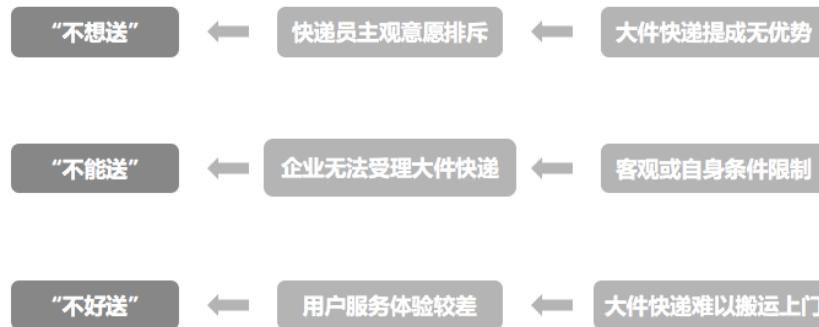 “不想送”
快递员主观意愿排斥
大件快递提成无优势
“不能送”
企业无法受理大件快递
客观或自身条件限制
“不好送”
用户服务体验较差
大件快递难以搬运上门